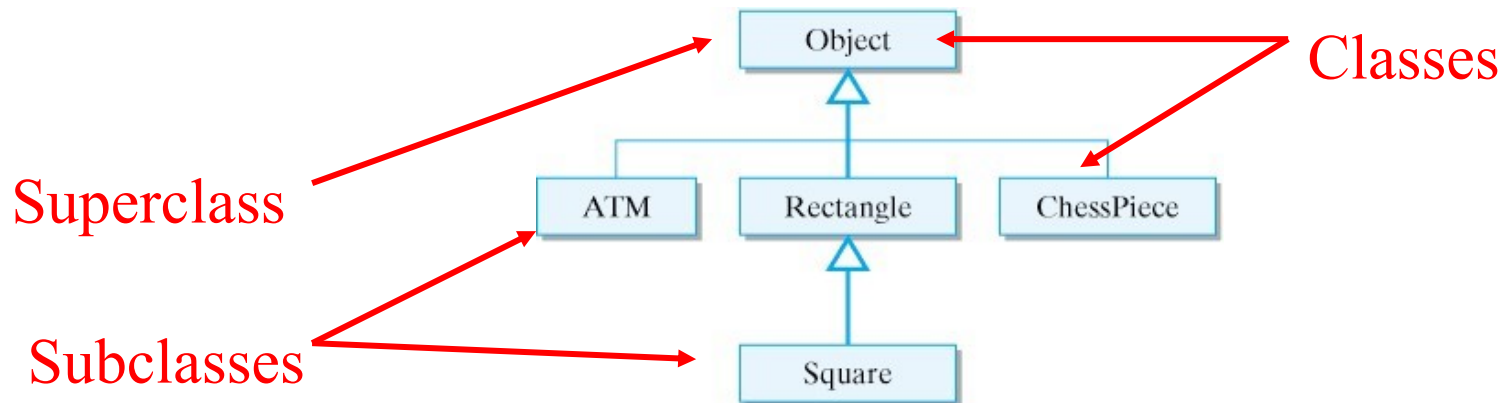 Object
Classes
Superclass
ATM
Rectangle
ChessPiece
Subclasses
Square